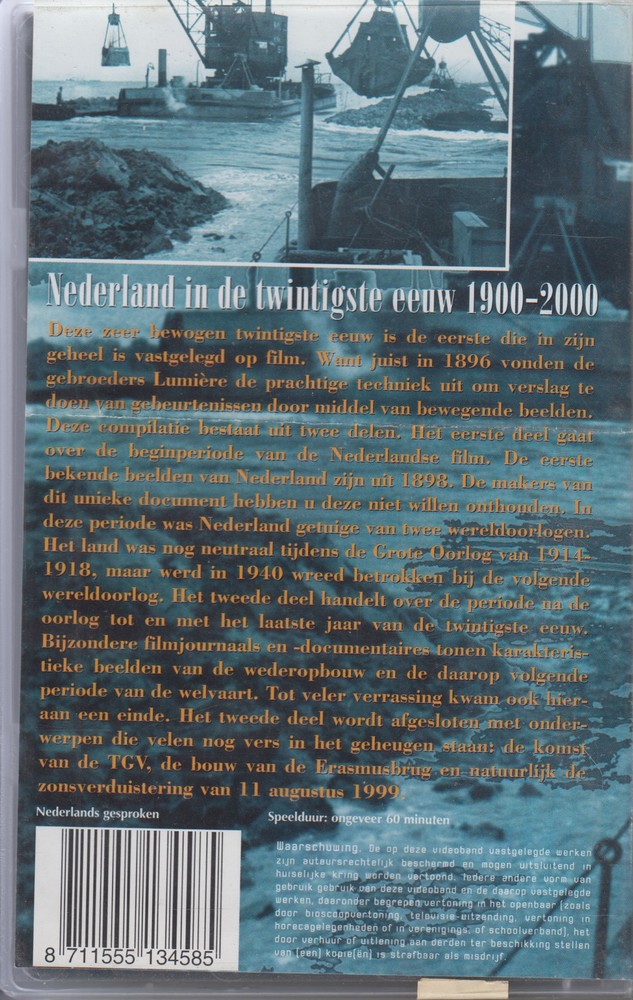 Nederland in de twintigste eeuw 1900-2000
Deze zeer bewogen twintigste eeuw is de eerste die in zijn
geheel is vastgelegd op film. Want juist in 1896 vonden de
gebroeders Lumière de prachtige techniek uit om verslag te
doen van gebeurtenissen door middel van bewegende beelden.
Deze compilatie bestaat uit twee delen. Het eerste deel gaat
over de beginperiode van de Nederlandse film. De eerste
bekende beelden van Nederland zijn uit 1898. De makers van
dit unieke document hebben u deze niet willen onthouden. In
deze periode was Nederland getuige van twee wereldoorlogen.
Het land was nog neutraal tijdens de Grote Oorlog van 1914-
1918, maar werd in 1940 wreed betrokken bij de volgende
wereldoorlog. Het tweede deel handelt over de periode na de
oorlog tot en met het laatste jaar van de twintigste eeuw.
Bijzondere filmjournaals en -documentaires tonen karakteris-
tieke beelden van de wederopbouw en de daarop volgende
periode van de welvaart. Tot veler verrassing kwam ook hier-
aan een einde. Het tweede deel wordt afgesloten met onder-
werpen die velen nog vers in het geheugen staan: de komst
van de TGV, de bouw van de Erasmusbrug en natuurlijk de
zonsverduistering van 11 augustus 1999.
Nederlands gesproken
Speelduur: ongeveer 60 minuten
Waarschuwing. De op deze videoband vastgelegde werken
zijn auteursrechtelijk beschermd en mogen uitsluitend in
huiselijke kring worden vertoond. Iedere andere vorm van
gebruik gebruik van deze videoband en de daarop vastgelegde
werken, daaronder begrepen vertoning in het openbaar (zoals
door bioscoopvertoning, televisie-uitzending, vertoning in
horecagelegenheden of in verenigings, of schoolverband), het
door verhuur of uitlening aan derden ter beschikking stellen
van (een) kopie(ën) is strafbaar als misdrijf.
8 711555 134585